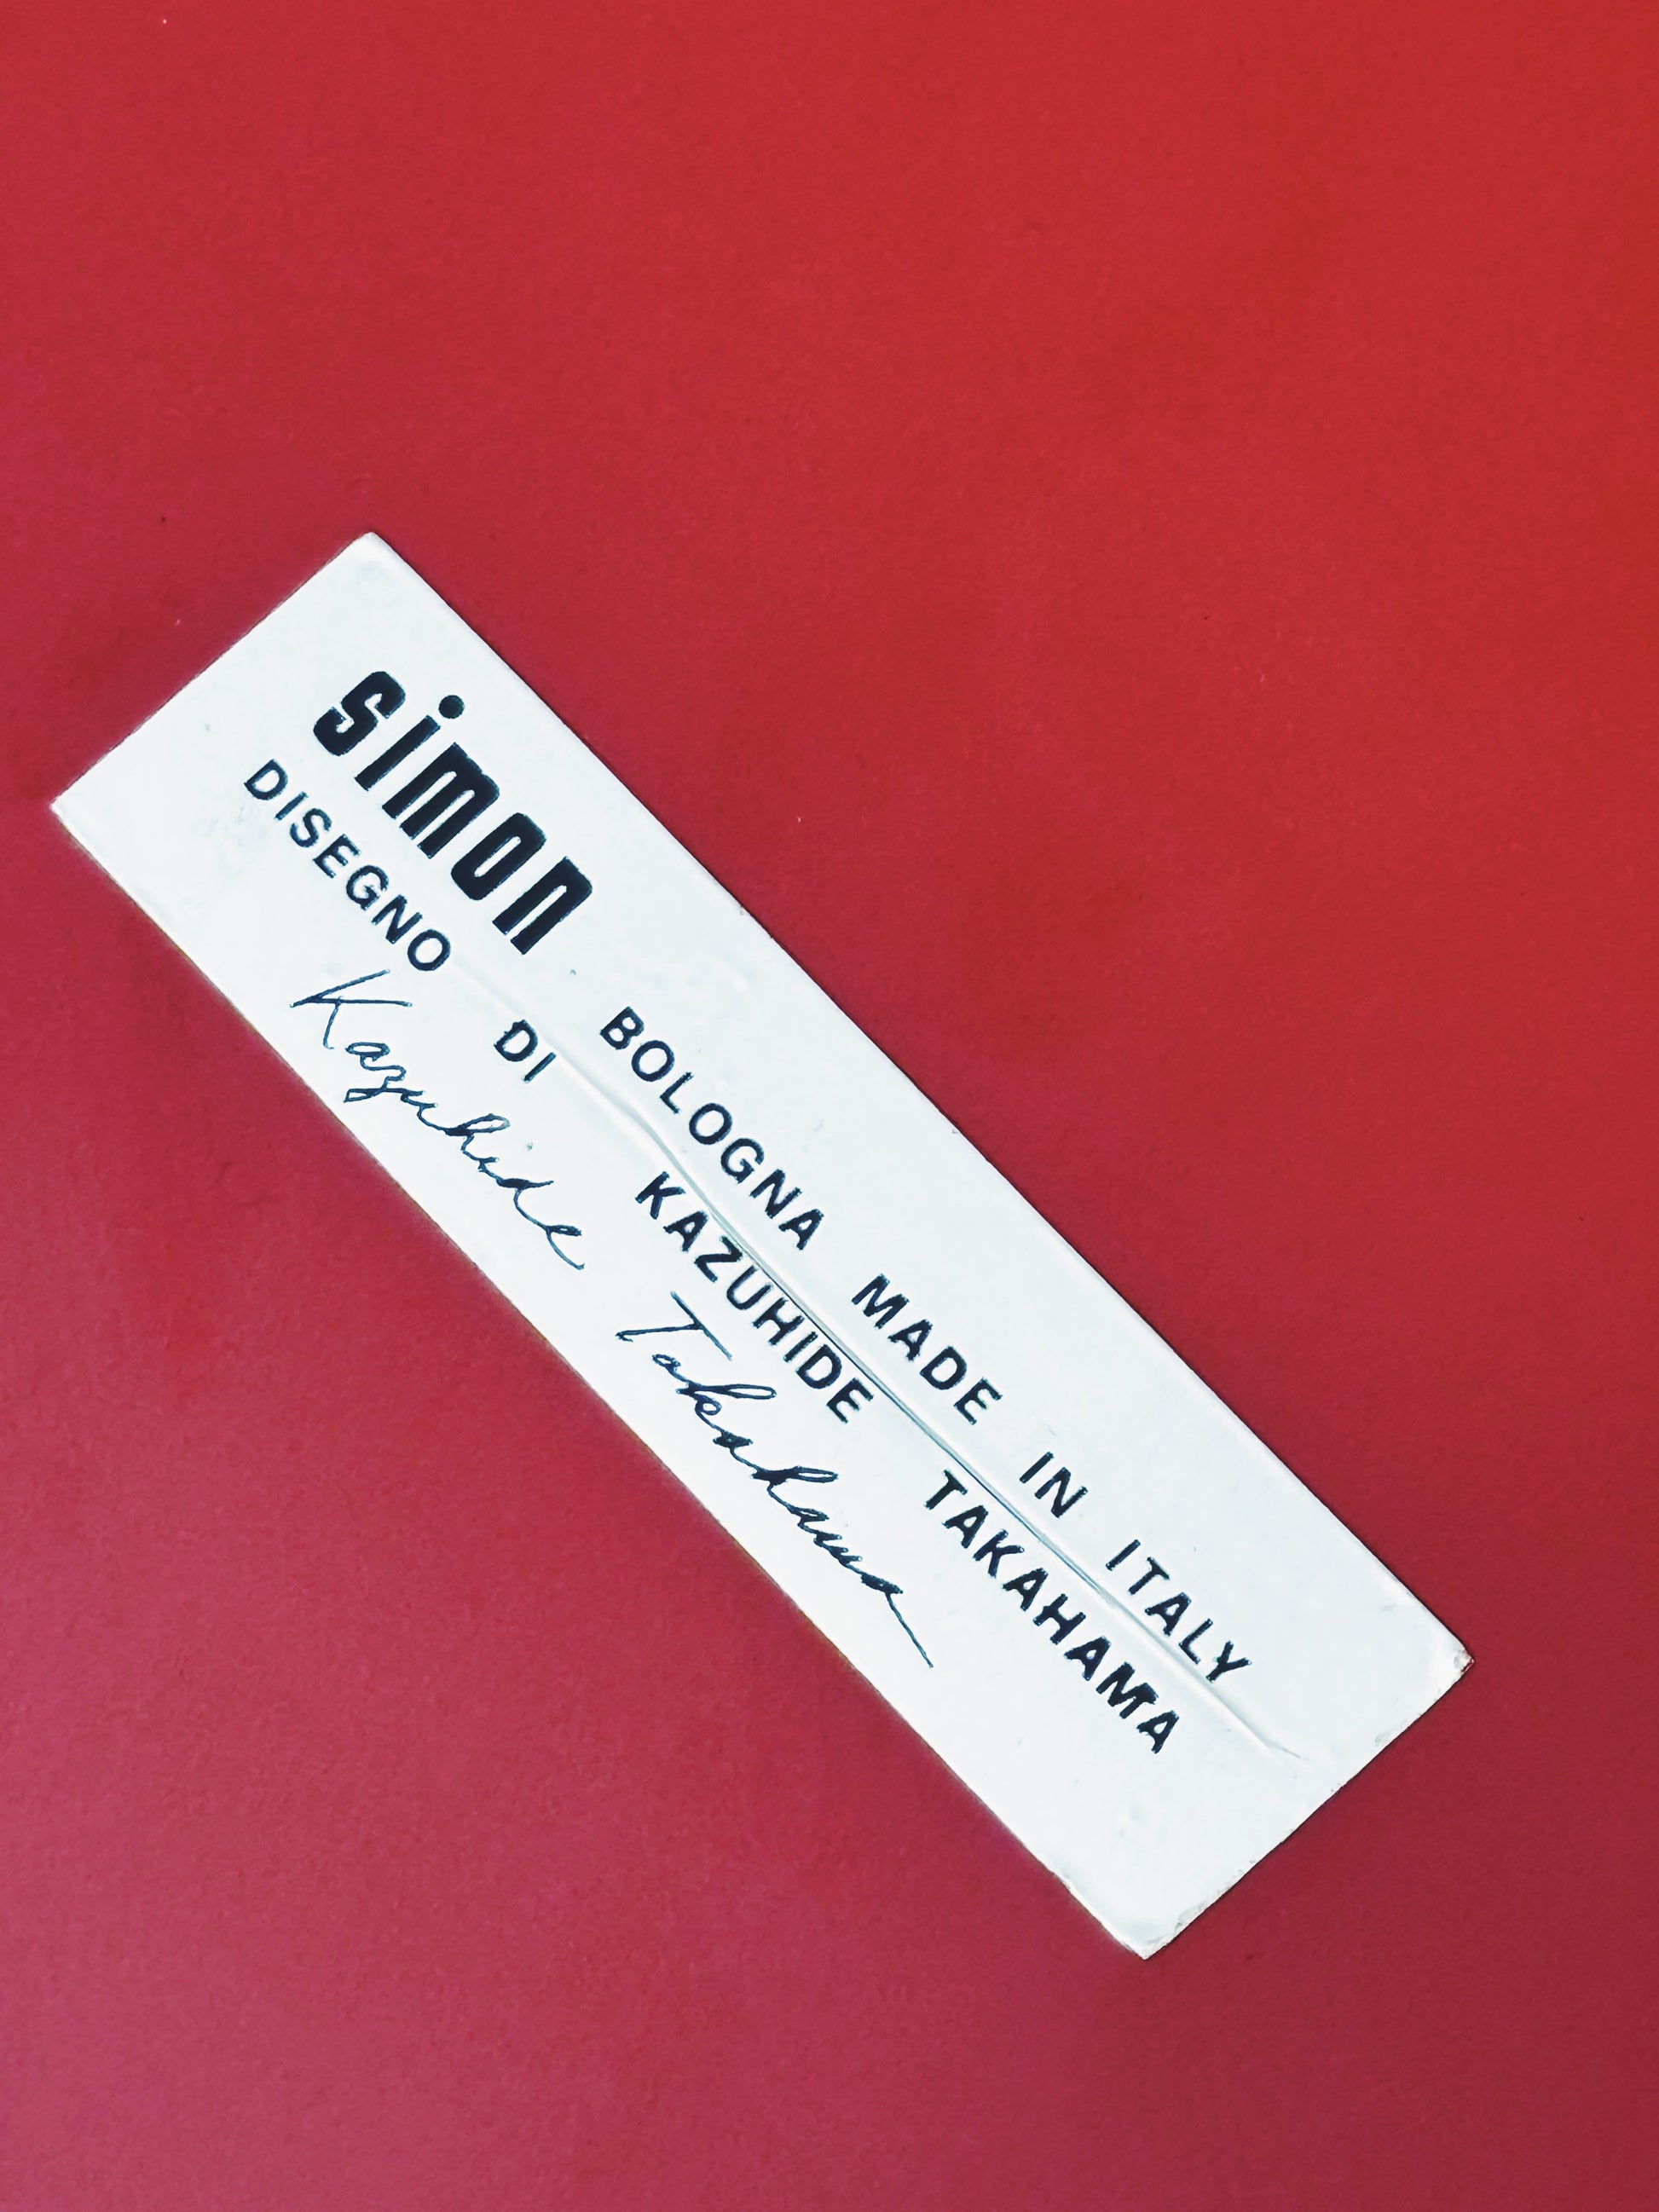 simon BOLOGNA MADE IN ITALY
DISEGNO DI KAZUHIDE TAKAHAMA
Kazuhide Takahama